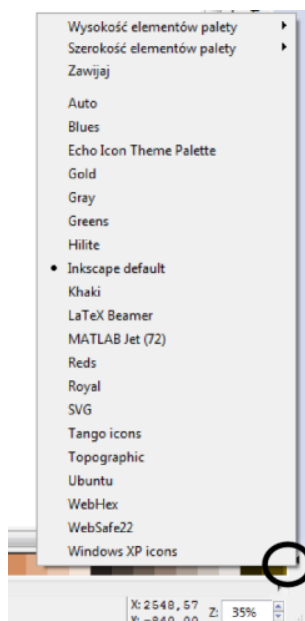 Wysokość elementów palety
Szerokość elementów palety
Zawijaj
Auto
Blues
Echo Icon Theme Palette
Gold
Gray
Greens
Hilite
Inkscape default
Khaki
LaTeX Beamer
MATLAB Jet (72)
Reds
Royal
SVG
Tango icons
Topographic
Ubuntu
WebHex
WebSafe22
Windows XP icons
X: 2548,57
Z: 35%